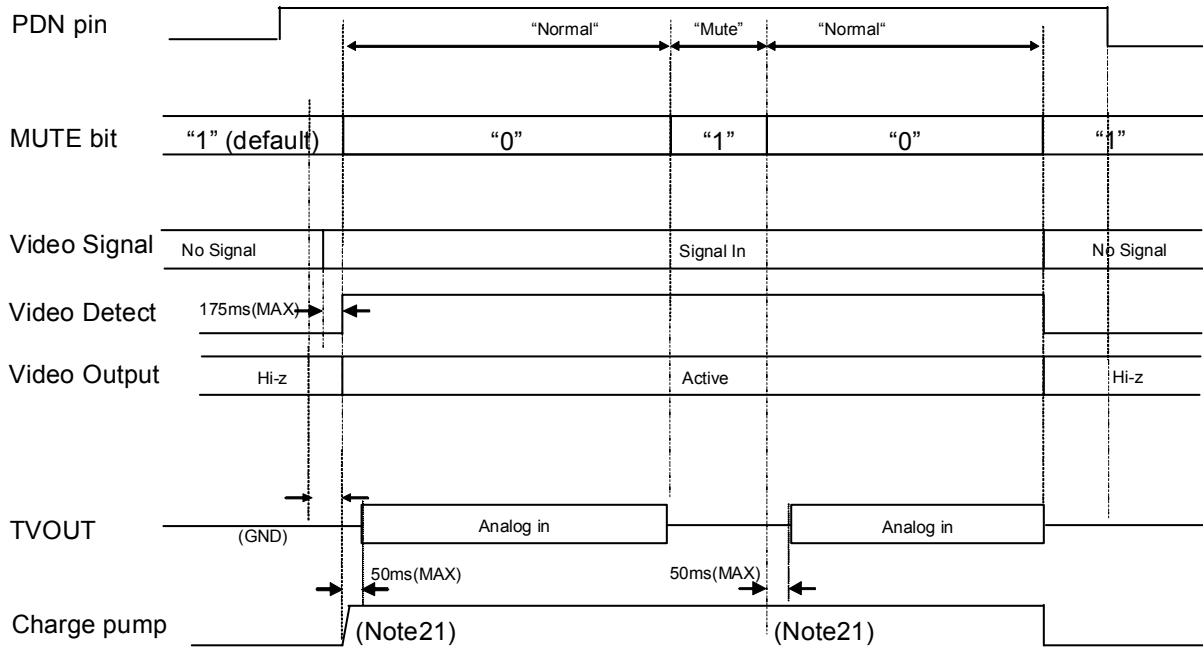 PDN pin
“Normal“ “Mute” “Normal“
MUTE bit “1” (default) “0” “1” “0” “1”
Video Signal No Signal Signal In No Signal
Video Detect 175ms(MAX)
Video Output Hi-z Active Hi-z
TVOUT (GND) Analog in Analog in
50ms(MAX) 50ms(MAX)
Charge pump (Note21) (Note21)